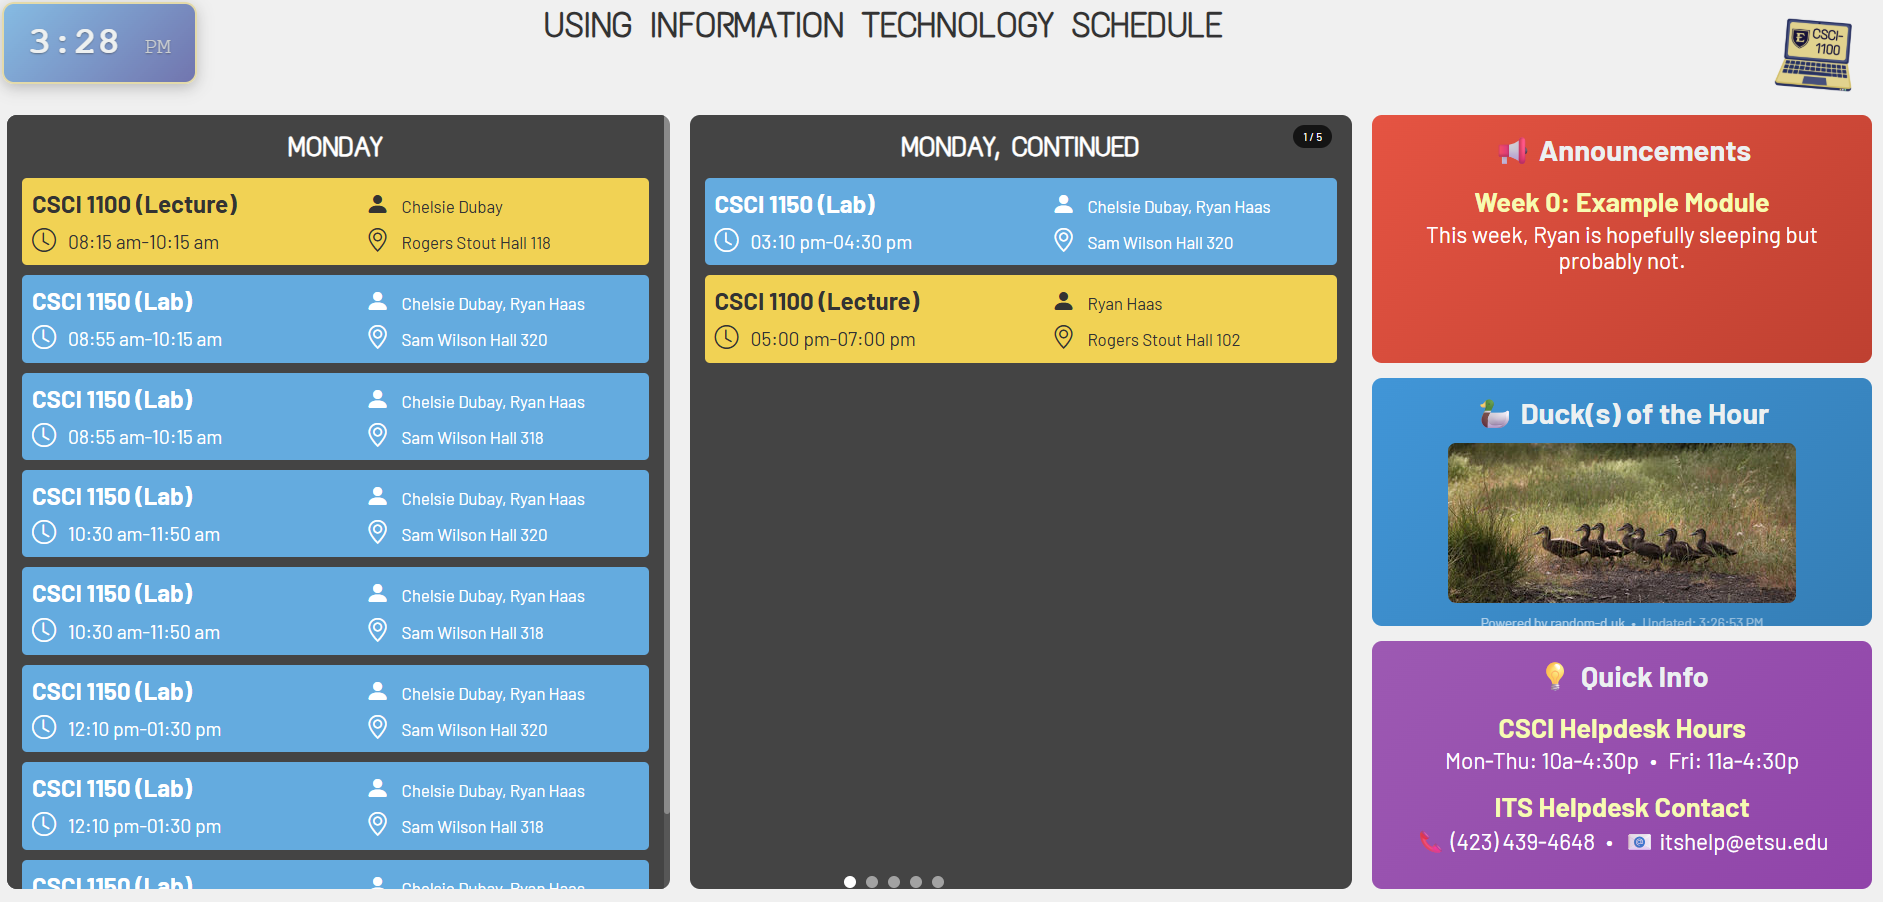 3:28 PM
USING INFORMATION TECHNOLOGY SCHEDULE
E CSCI-
1100
MONDAY
CSCI 1100 (Lecture)
Chelsie Dubay
08:15 am-10:15 am
Rogers Stout Hall 118
CSCI 1150 (Lab)
Chelsie Dubay, Ryan Haas
08:55 am-10:15 am
Sam Wilson Hall 320
CSCI 1150 (Lab)
Chelsie Dubay, Ryan Haas
08:55 am-10:15 am
Sam Wilson Hall 318
CSCI 1150 (Lab)
Chelsie Dubay, Ryan Haas
10:30 am-11:50 am
Sam Wilson Hall 320
CSCI 1150 (Lab)
Chelsie Dubay, Ryan Haas
10:30 am-11:50 am
Sam Wilson Hall 318
CSCI 1150 (Lab)
Chelsie Dubay, Ryan Haas
12:10 pm-01:30 pm
Sam Wilson Hall 320
CSCI 1150 (Lab)
Chelsie Dubay, Ryan Haas
12:10 pm-01:30 pm
Sam Wilson Hall 318
CSCI 1150 (Lab)
Chelsie Dubay, Ryan Haas
MONDAY, CONTINUED
1 / 5
CSCI 1150 (Lab)
Chelsie Dubay, Ryan Haas
03:10 pm-04:30 pm
Sam Wilson Hall 320
CSCI 1100 (Lecture)
Ryan Haas
05:00 pm-07:00 pm
Rogers Stout Hall 102
Announcements
Week 0: Example Module
This week, Ryan is hopefully sleeping but
probably not.
Duck(s) of the Hour
Powered by random-d.uk • Updated: 3:26:53 PM
Quick Info
CSCI Helpdesk Hours
Mon-Thu: 10a-4:30p • Fri: 11a-4:30p
ITS Helpdesk Contact
(423) 439-4648 • itshelp@etsu.edu